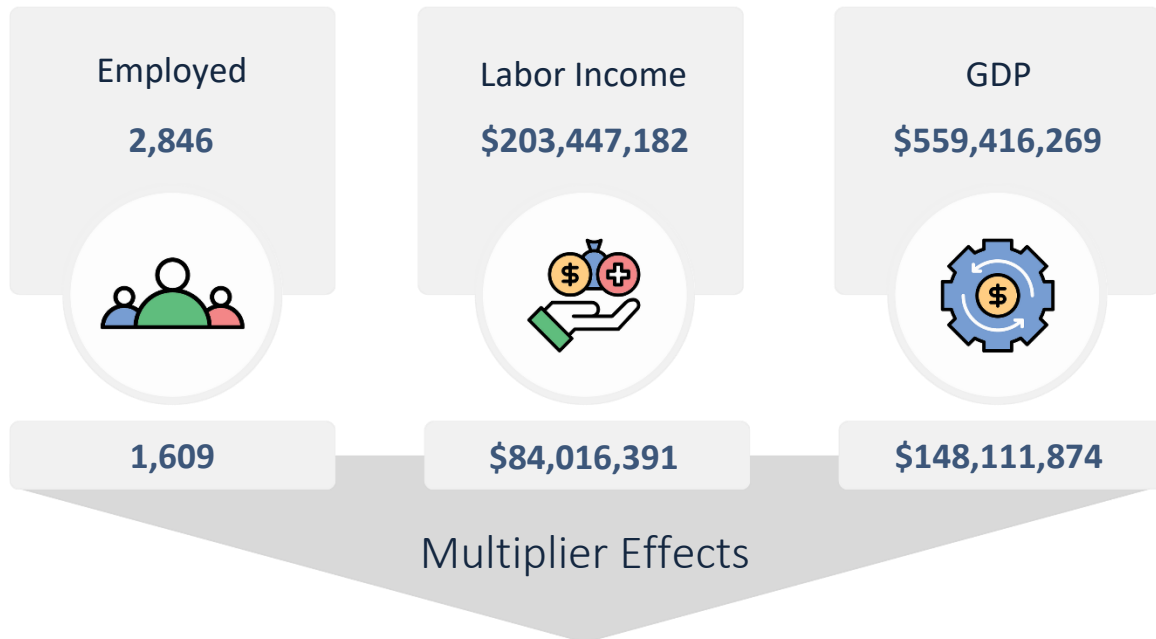 Employed
2,846
Labor Income
$203,447,182
GDP
$559,416,269
$
$
1,609
$84,016,391
$148,111,874
Multiplier Effects